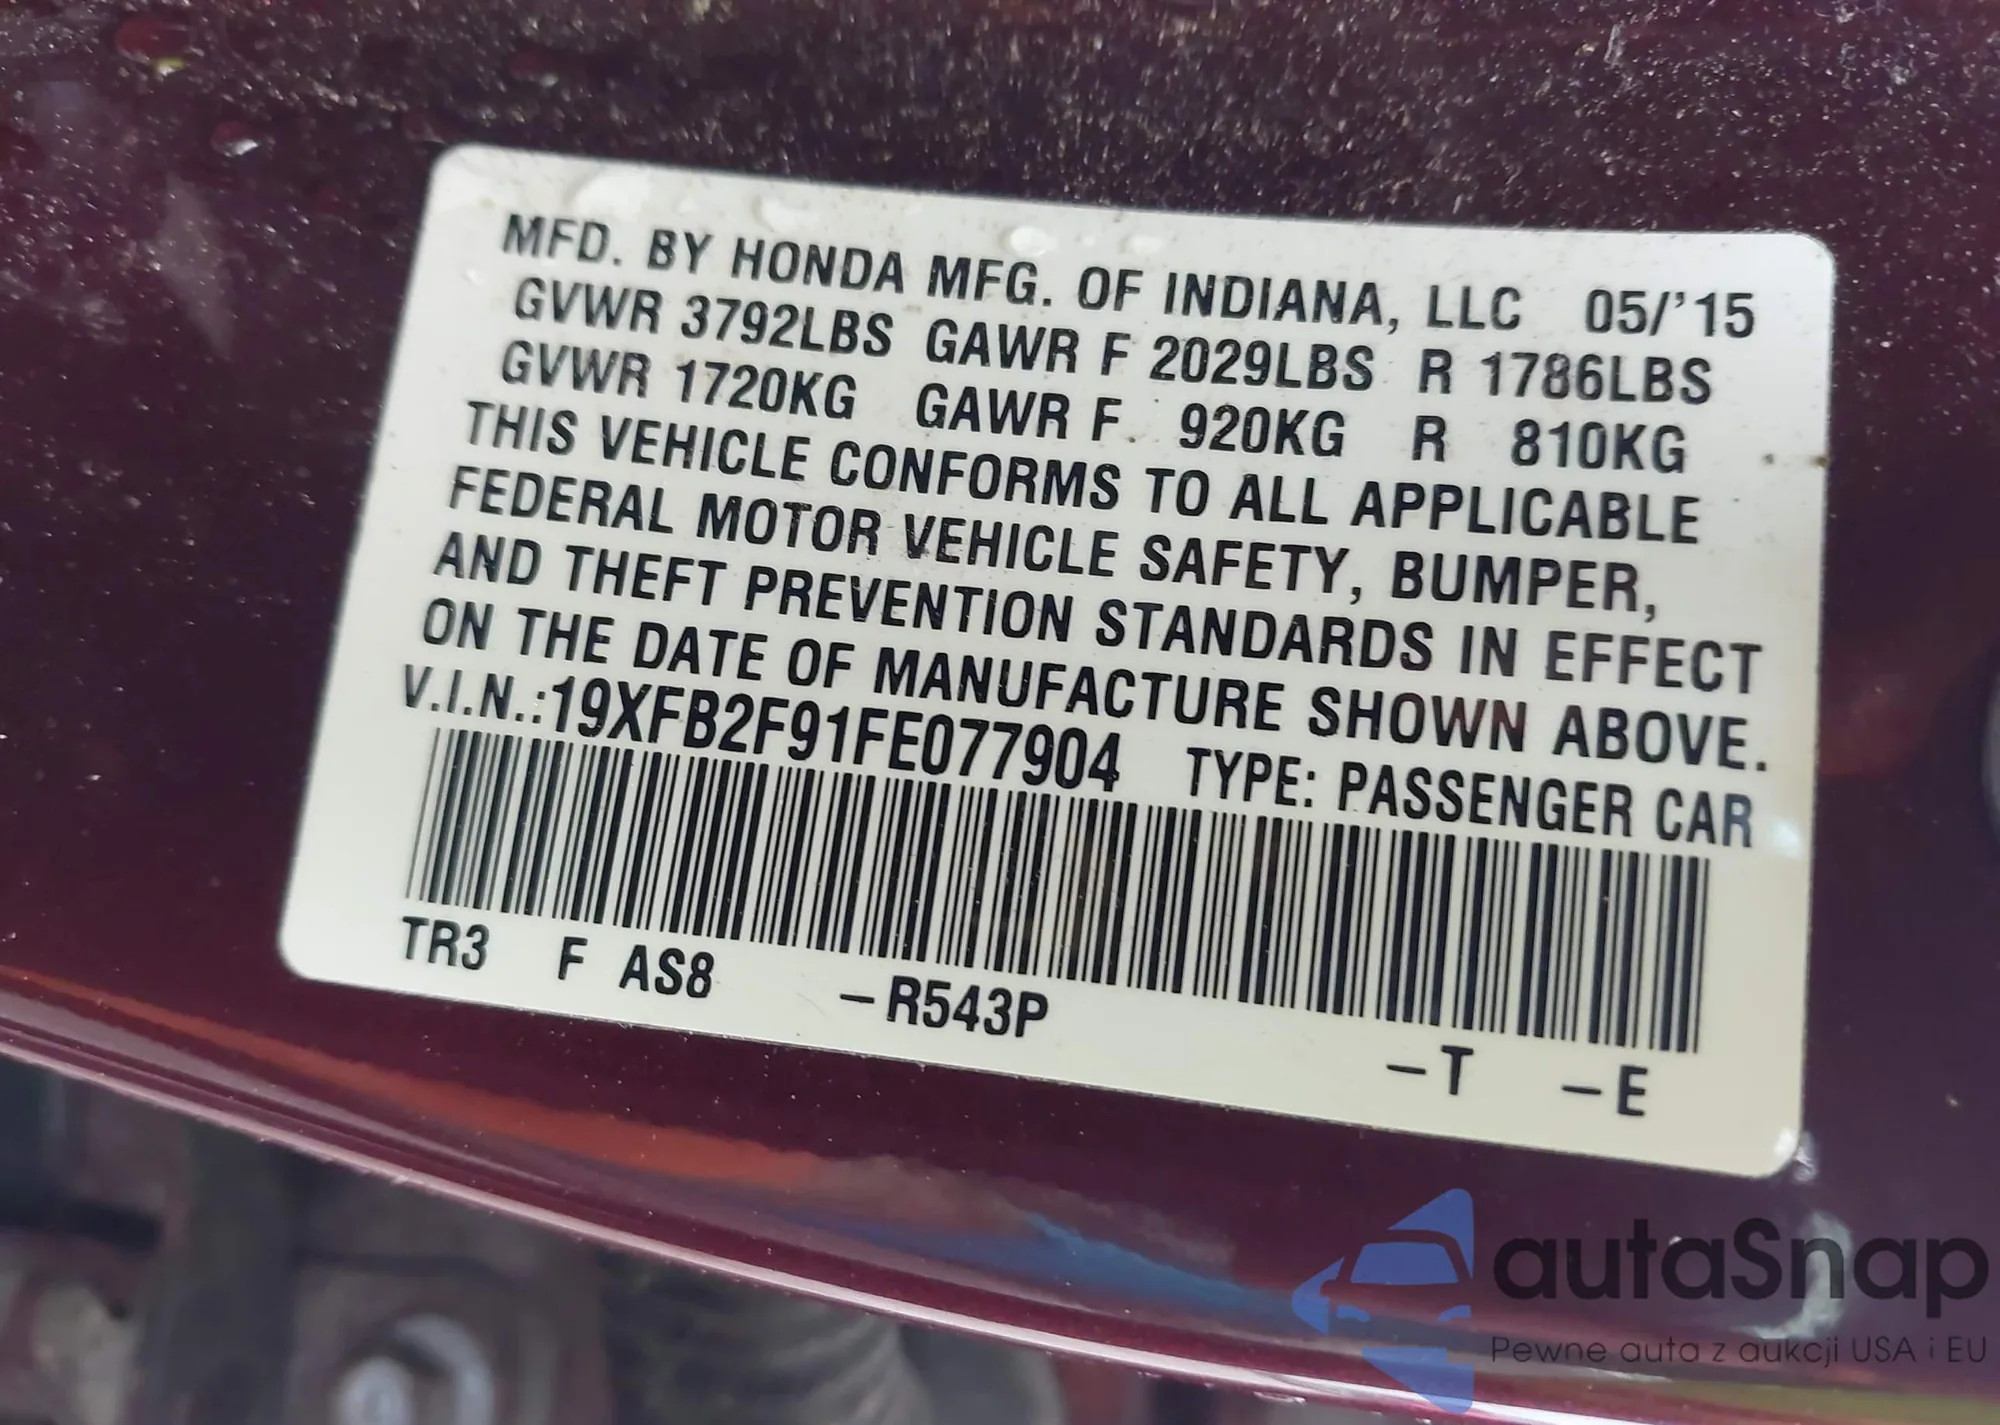 MFD. BY HONDA MFG. OF INDIANA, LLC 05/'15
GVWR 3792LBS GAWR F 2029LBS R 1786LBS
GVWR 1720KG GAWR F 920KG R 810KG
THIS VEHICLE CONFORMS TO ALL APPLICABLE
FEDERAL MOTOR VEHICLE SAFETY, BUMPER,
AND THEFT PREVENTION STANDARDS IN EFFECT
ON THE DATE OF MANUFACTURE SHOWN ABOVE.
V.I.N.:19XFB2F91FE077904 TYPE: PASSENGER CAR
TR3 F AS8 –R543P –T –E
autaSnap
Pewne auta z aukcji USA i EU